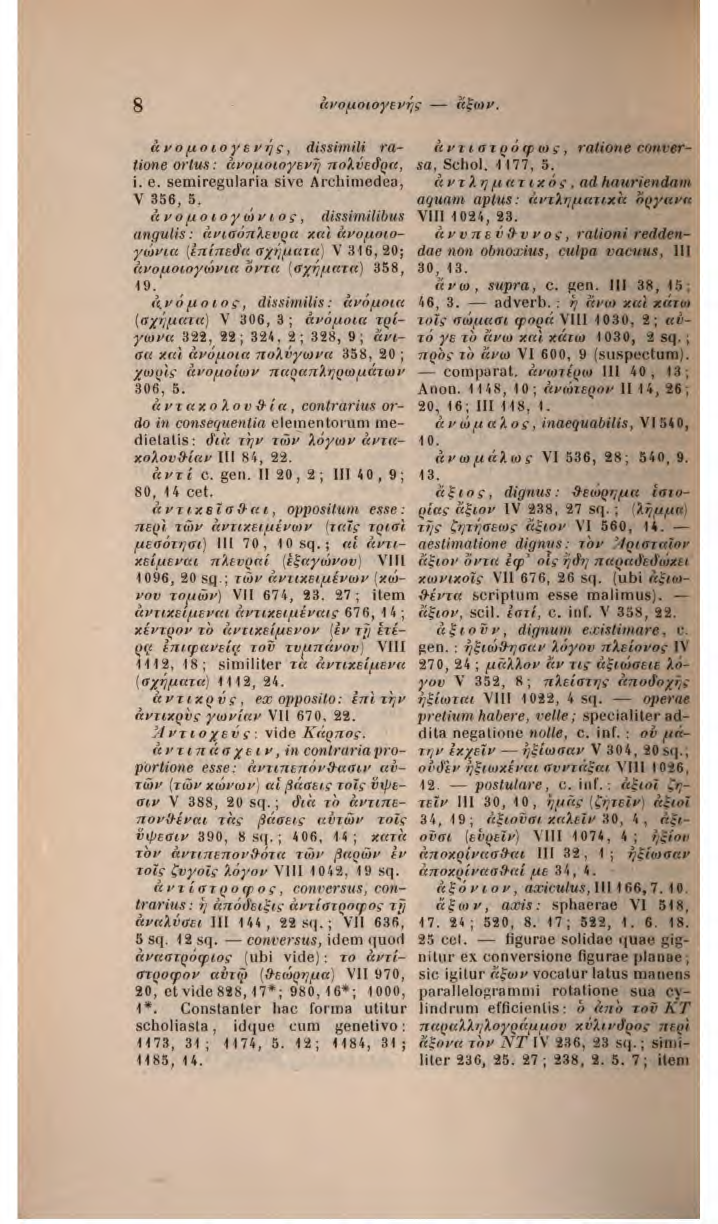 8
ἀνομοιογενής — ἄξων.
ἀνομοιογενής, dissimili ra-
tione ortus: ἀνομοιογενῆ πολύεδρα,
i. e. semiregularia sive Archimedea,
V 356, 5.
ἀνομοιογώνιος, dissimilibus
angulis: ἀνισόπλευρα καὶ ἀνομοιο-
γώνια (ἐπίπεδα σχήματα) V 316, 20;
ἀνομοιογώνια ὄντα (σχήματα) 358,
19.
ἀνόμοιος, dissimilis: ἀνόμοια
(σχήματα) V 306, 3; ἀνόμοια τρί-
γωνα 322, 22; 324, 2; 328, 9; ἄνι-
σα καὶ ἀνόμοια πολύγωνα 358, 20;
χωρὶς ἀνομοίων παραπληρωμάτων
306, 5.
ἀντακολουθία, contrarius or-
do in consequentia elementorum me-
dietatis: διὰ τὴν τῶν λόγων ἀντα-
κολουθίαν III 84, 22.
ἀντί c. gen. II 20, 2; III 40, 9;
80, 14 cet.
ἀντικεῖσθαι, oppositum esse:
περὶ τῶν ἀντικειμένων (ταῖς τρισὶ
μεσότησι) III 70, 10 sq.; αἱ ἀντι-
κείμεναι πλευραί (ἑξαγώνου) VIII
1096, 20 sq.; τῶν ἀντικειμένων (κώ-
νου τομῶν) VII 674, 23. 27; item
ἀντικείμεναι ἀντικειμέναις 676, 14;
κέντρον τὸ ἀντικείμενον (ἐν τῇ ἑτέ-
ρᾳ ἐπιφανείᾳ τοῦ τυμπάνου) VIII
1112, 18; similiter τὰ ἀντικείμενα
(σχήματα) 1112, 24.
ἀντικρύς, ex opposito: ἐπὶ τὴν
ἀντικρὺς γωνίαν VII 670, 22.
Ἀντιοχεύς: vide Κάρπος.
ἀντιπάσχειν, in contraria pro-
portione esse: ἀντιπεπόνθασιν αὐ-
τῶν (τῶν κώνων) αἱ βάσεις τοῖς ὕψε-
σιν V 388, 20 sq.; διὰ τὸ ἀντιπε-
πονθέναι τὰς βάσεις αὐτῶν τοῖς
ὕψεσιν 390, 8 sq.; 406, 14; κατὰ
τὸν ἀντιπεπονθότα τῶν βαρῶν ἐν
τοῖς ζυγοῖς λόγον VIII 1042, 19 sq.
ἀντίστροφος, conversus, con-
trarius: ἡ ἀπόδειξις ἀντίστροφος τῇ
ἀναλύσει III 144, 22 sq.; VII 636,
5 sq. 12 sq. — conversus, idem quod
ἀναστρόφιος (ubi vide): το ἀντί-
στροφον αὐτῷ (θεώρημα) VII 970,
20, et vide 828, 17*; 980, 16*; 1000,
1*. Constanter hac forma utitur
scholiasta, idque cum genetivo:
1173, 31; 1174, 5. 12; 1184, 31;
1185, 14.
ἀντιστρόφως, ratione conver-
sa, Schol. 1177, 5.
ἀντληματικός, ad hauriendam
aquam aptus: ἀντληματικὰ ὄργανα
VIII 1024, 23.
ἀνυπεύθυνος, rationi redden-
dae non obnoxius, culpa vacuus, III
30, 13.
ἄνω, supra, c. gen. III 38, 15;
46, 3. — adverb.: ἡ ἄνω καὶ κάτω
τοῖς σώμασι φορά VIII 1030, 2; αὐ-
τό γε τὸ ἄνω καὶ κάτω 1030, 2 sq.;
πρὸς τὸ ἄνω VI 600, 9 (suspectum).
— comparat. ἀνωτέρω III 40, 13;
Anon. 1148, 10; ἀνώτερον II 14, 26;
20, 16; III 118, 1.
ἀνώμαλος, inaequabilis, VI 540,
10.
ἀνωμάλως VI 536, 28; 540, 9.
13.
ἄξιος, dignus: θεώρημα ἱστο-
ρίας ἄξιον IV 238, 27 sq.; (λῆμμα)
τῆς ζητήσεως ἄξιον VI 560, 14. —
aestimatione dignus: τὸν Ἀρισταῖον
ἄξιον ὄντα ἐφ' οἷς ἤδη παραδεδώκει
κωνικοῖς VII 676, 26 sq. (ubi ἀξιω-
θέντα scriptum esse malimus). —
ἄξιον, scil. ἐστί, c. inf. V 358, 22.
ἀξιοῦν, dignum existimare, c.
gen.: ἠξιώθησαν λόγου πλείονος IV
270, 24; μᾶλλον ἄν τις ἀξιώσειε λό-
γου V 352, 8; πλείστης ἀποδοχῆς
ἠξίωται VIII 1022, 4 sq. — operae
pretium habere, velle; specialiter ad-
dita negatione nolle, c. inf.: οὐ μά-
την ἐκχεῖν — ἠξίωσαν V 304, 20 sq.;
οὐδὲν ἠξιωκέναι συντάξαι VIII 1026,
12. — postulare, c. inf.: ἀξιοῖ ζη-
τεῖν III 30, 10, ἡμᾶς (ζητεῖν) ἀξιοῖ
34, 19; ἀξιοῦσι καλεῖν 30, 4, ἀξι-
οῦσι (εὑρεῖν) VIII 1074, 4; ἠξίου
ἀποκρίνασθαι III 32, 1; ἠξίωσαν
ἀποκρίνασθαί με 34, 4.
ἀξόνιον, axiculus, III 166, 7. 10.
ἄξων, axis: sphaerae VI 518,
17. 24; 520, 8. 17; 522, 1. 6. 18.
25 cet. — figurae solidae quae gig-
nitur ex conversione figurae planae;
sic igitur ἄξων vocatur latus manens
parallelogrammi rotatione sua cy-
lindrum efficientis: ὁ ἀπὸ τοῦ ΚΤ
παραλληλογράμμου κύλινδρος περὶ
ἄξονα τὸν ΝΤ IV 236, 23 sq.; simi-
liter 236, 25. 27; 238, 2. 5. 7; item